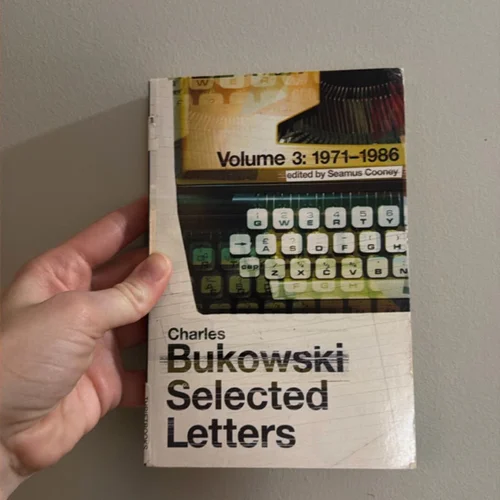 Volume 3: 1971–1986
edited by Seamus Cooney
Q W E R T Y
A S D F G H
Z X C V B N
Charles
Bukowski
Selected
Letters